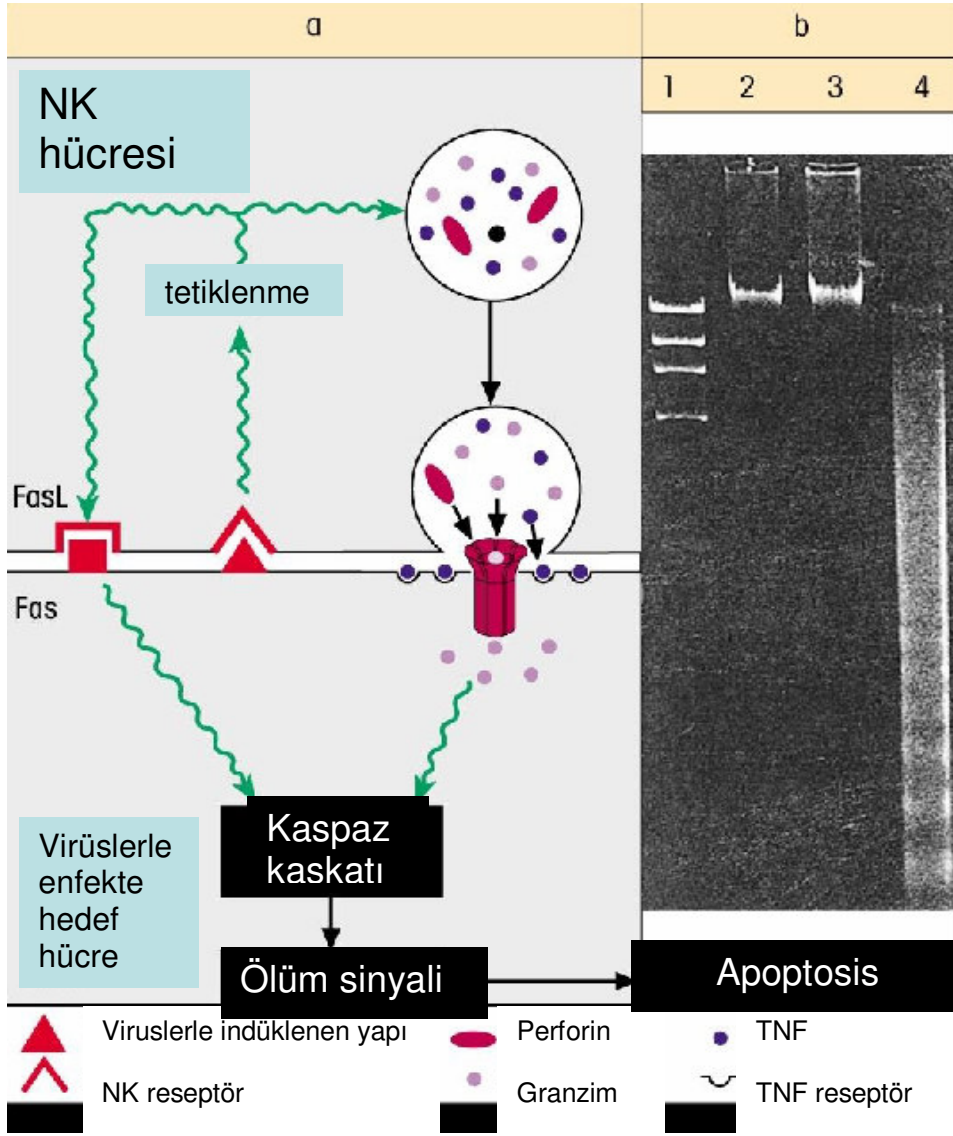 a
b
1 2 3 4
NK
hücresi
tetiklenme
FasL
Fas
Virüslerle
enfekte
hedef
hücre
Kaspaz
kaskatı
Ölüm sinyali
Apoptosis
Viruslerle indüklenen yapı
Perforin
TNF
NK reseptör
Granzim
TNF reseptör